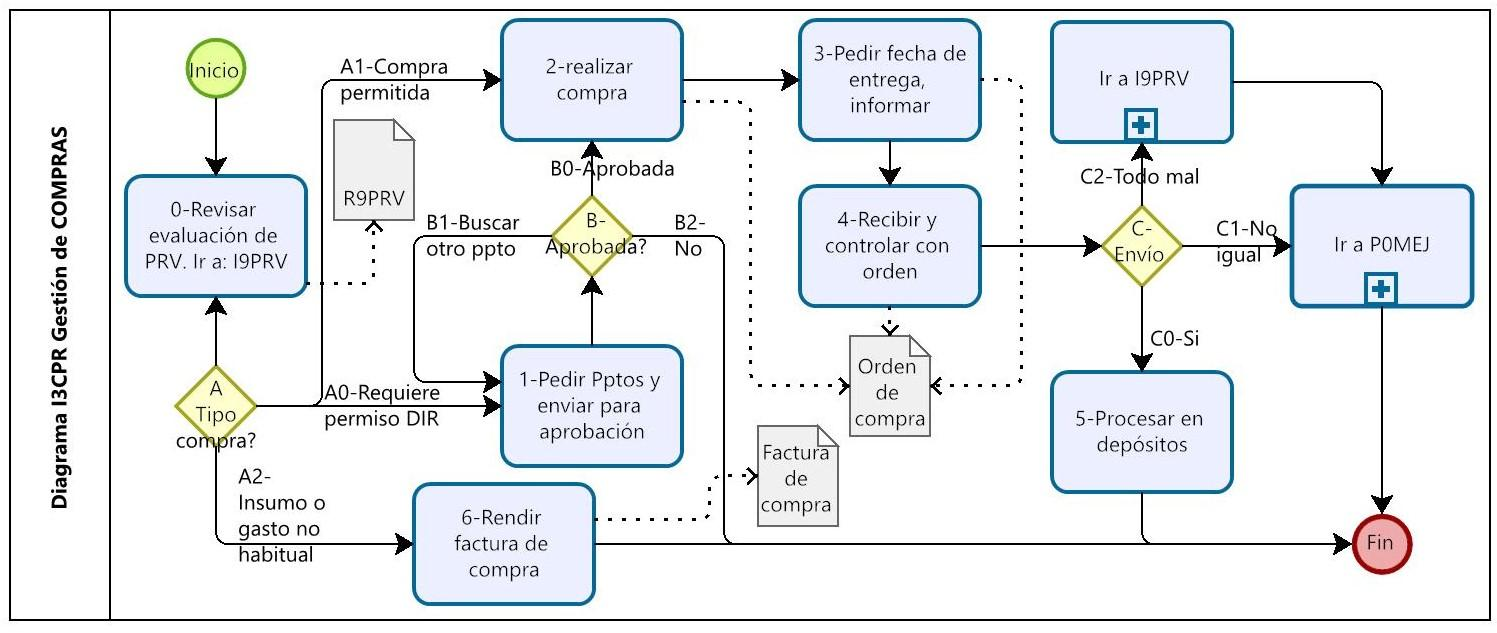 Diagrama I3CPR Gestión de COMPRAS
Inicio
0-Revisar
evaluación de
PRV. Ir a: I9PRV
A
Tipo
compra?
A1-Compra
permitida
R9PRV
A0-Requiere
permiso DIR
A2-
Insumo o
gasto no
habitual
2-realizar
compra
B0-Aprobada
B1-Buscar
otro ppto
B-
Aprobada?
B2-
No
1-Pedir Pptos y
enviar para
aprobación
6-Rendir
factura de
compra
Factura
de
compra
3-Pedir fecha de
entrega,
informar
4-Recibir y
controlar con
orden
Orden
de
compra
Ir a I9PRV
C2-Todo mal
C-
Envío
C1-No
igual
Ir a P0MEJ
C0-Si
5-Procesar en
depósitos
Fin